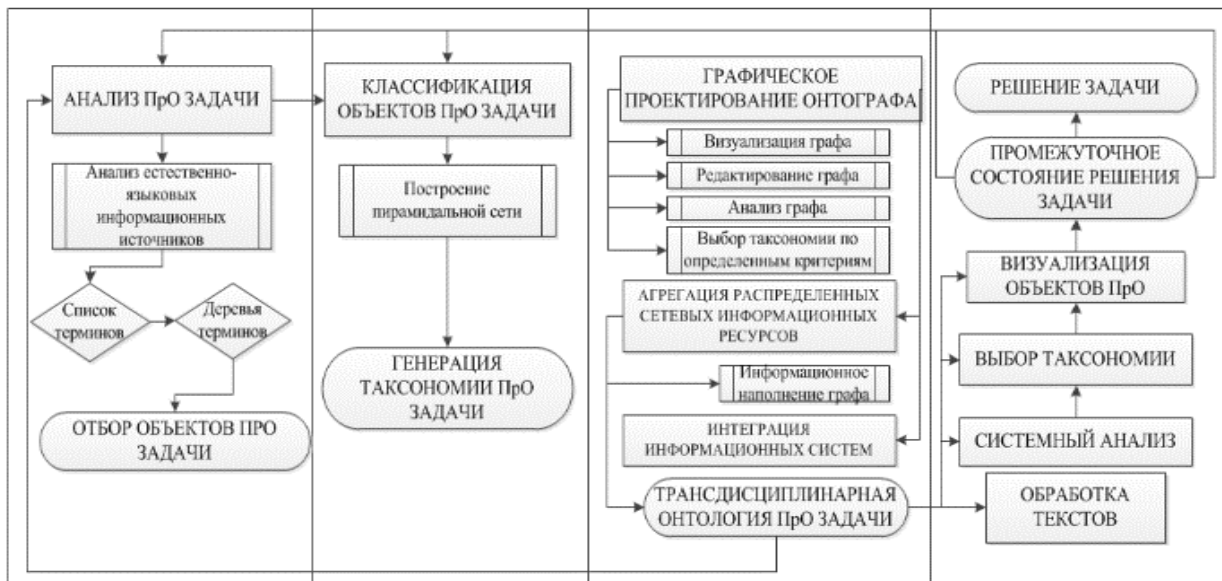 АНАЛИЗ ПрО ЗАДАЧИ
Анализ естественно-
языковых
информационных
источников
Список
терминов
Деревья
терминов
ОТБОР ОБЪЕКТОВ ПРО
ЗАДАЧИ
КЛАССИФИКАЦИЯ
ОБЪЕКТОВ ПрО ЗАДАЧИ
Построение
пирамидальной сети
ГЕНЕРАЦИЯ
ТАКСОНОМИИ ПрО
ЗАДАЧИ
ГРАФИЧЕСКОЕ
ПРОЕКТИРОВАНИЕ ОНТОГРАФА
Визуализация графа
Редактирование графа
Анализ графа
Выбор таксономии по
определенным критериям
АГРЕГАЦИЯ РАСПРЕДЕЛЕННЫХ
СЕТЕВЫХ ИНФОРМАЦИОННЫХ
РЕСУРСОВ
Информационное
наполнение графа
ИНТЕГРАЦИЯ
ИНФОРМАЦИОННЫХ СИСТЕМ
ТРАНСДИСЦИПЛИНАРНАЯ
ОНТОЛОГИЯ ПрО ЗАДАЧИ
РЕШЕНИЕ ЗАДАЧИ
ПРОМЕЖУТОЧНОЕ
СОСТОЯНИЕ РЕШЕНИЯ
ЗАДАЧИ
ВИЗУАЛИЗАЦИЯ
ОБЪЕКТОВ ПрО
ВЫБОР ТАКСОНОМИИ
СИСТЕМНЫЙ АНАЛИЗ
ОБРАБОТКА
ТЕКСТОВ